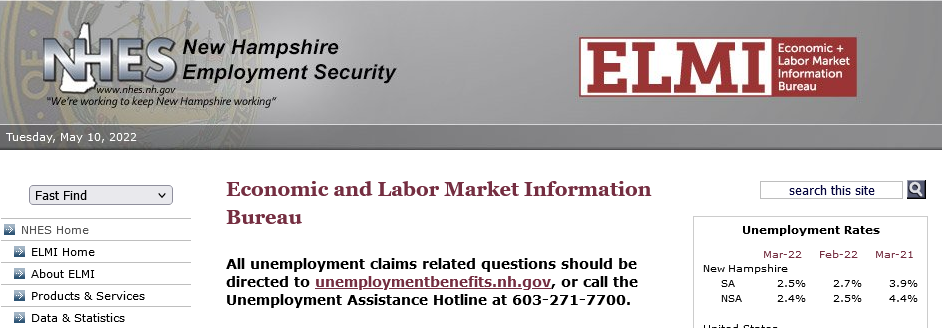 NHES
New Hampshire
Employment Security
www.nhes.nh.gov
"We're working to keep New Hampshire working"
ELMI
Economic +
Labor Market
Information
Bureau
Tuesday, May 10, 2022
Fast Find
NHES Home
ELMI Home
About ELMI
Products & Services
Data & Statistics
Economic and Labor Market Information
Bureau
All unemployment claims related questions should be
directed to unemploymentbenefits.nh.gov, or call the
Unemployment Assistance Hotline at 603-271-7700.
search this site
Unemployment Rates
Mar-22 Feb-22 Mar-21
New Hampshire
SA 2.5% 2.7% 3.9%
NSA 2.4% 2.5% 4.4%
United States